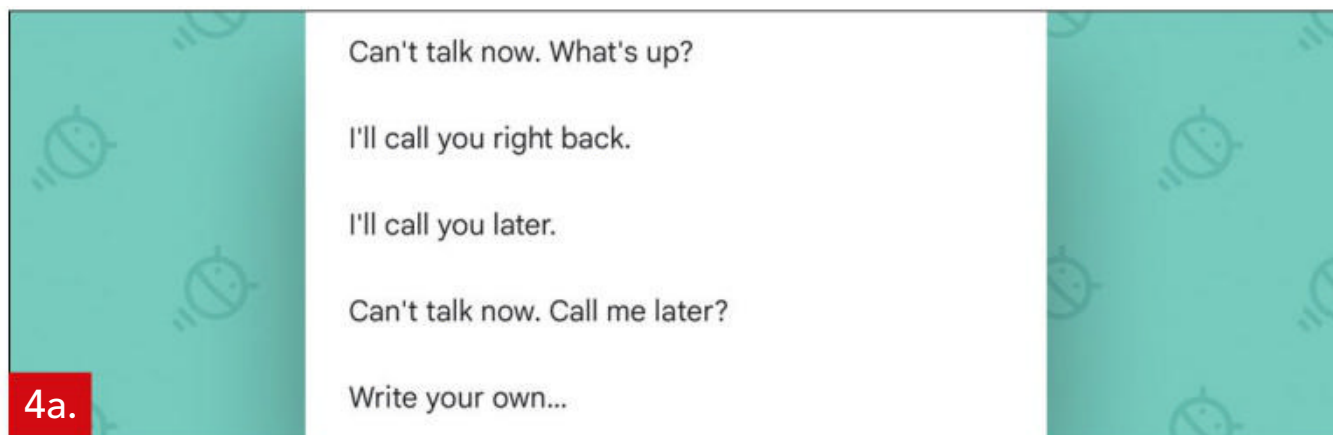 Can't talk now. What's up?
I'll call you right back.
I'll call you later.
Can't talk now. Call me later?
Write your own...
4a.